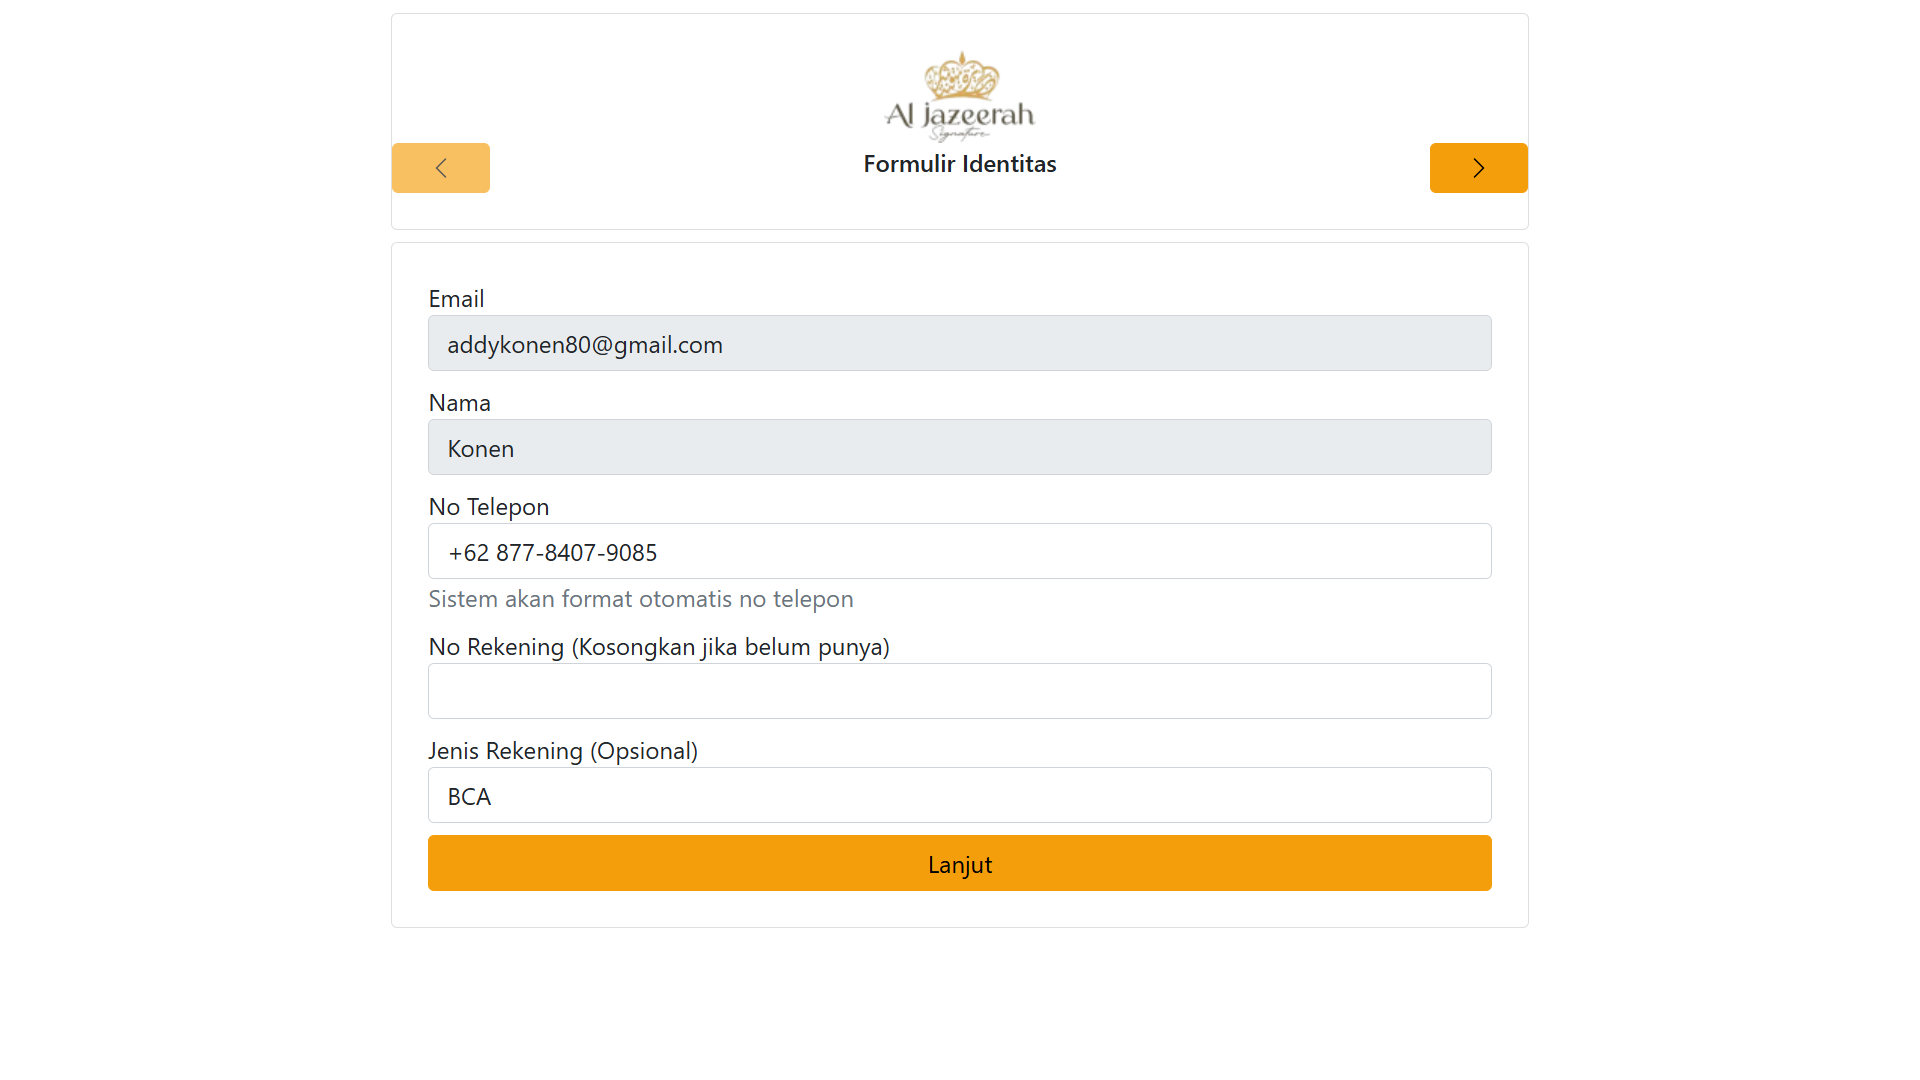 Al jazeerah
Signature
Formulir Identitas
Email
addykonen80@gmail.com
Nama
Konen
No Telepon
+62 877-8407-9085
Sistem akan format otomatis no telepon
No Rekening (Kosongkan jika belum punya)
Jenis Rekening (Opsional)
BCA
Lanjut